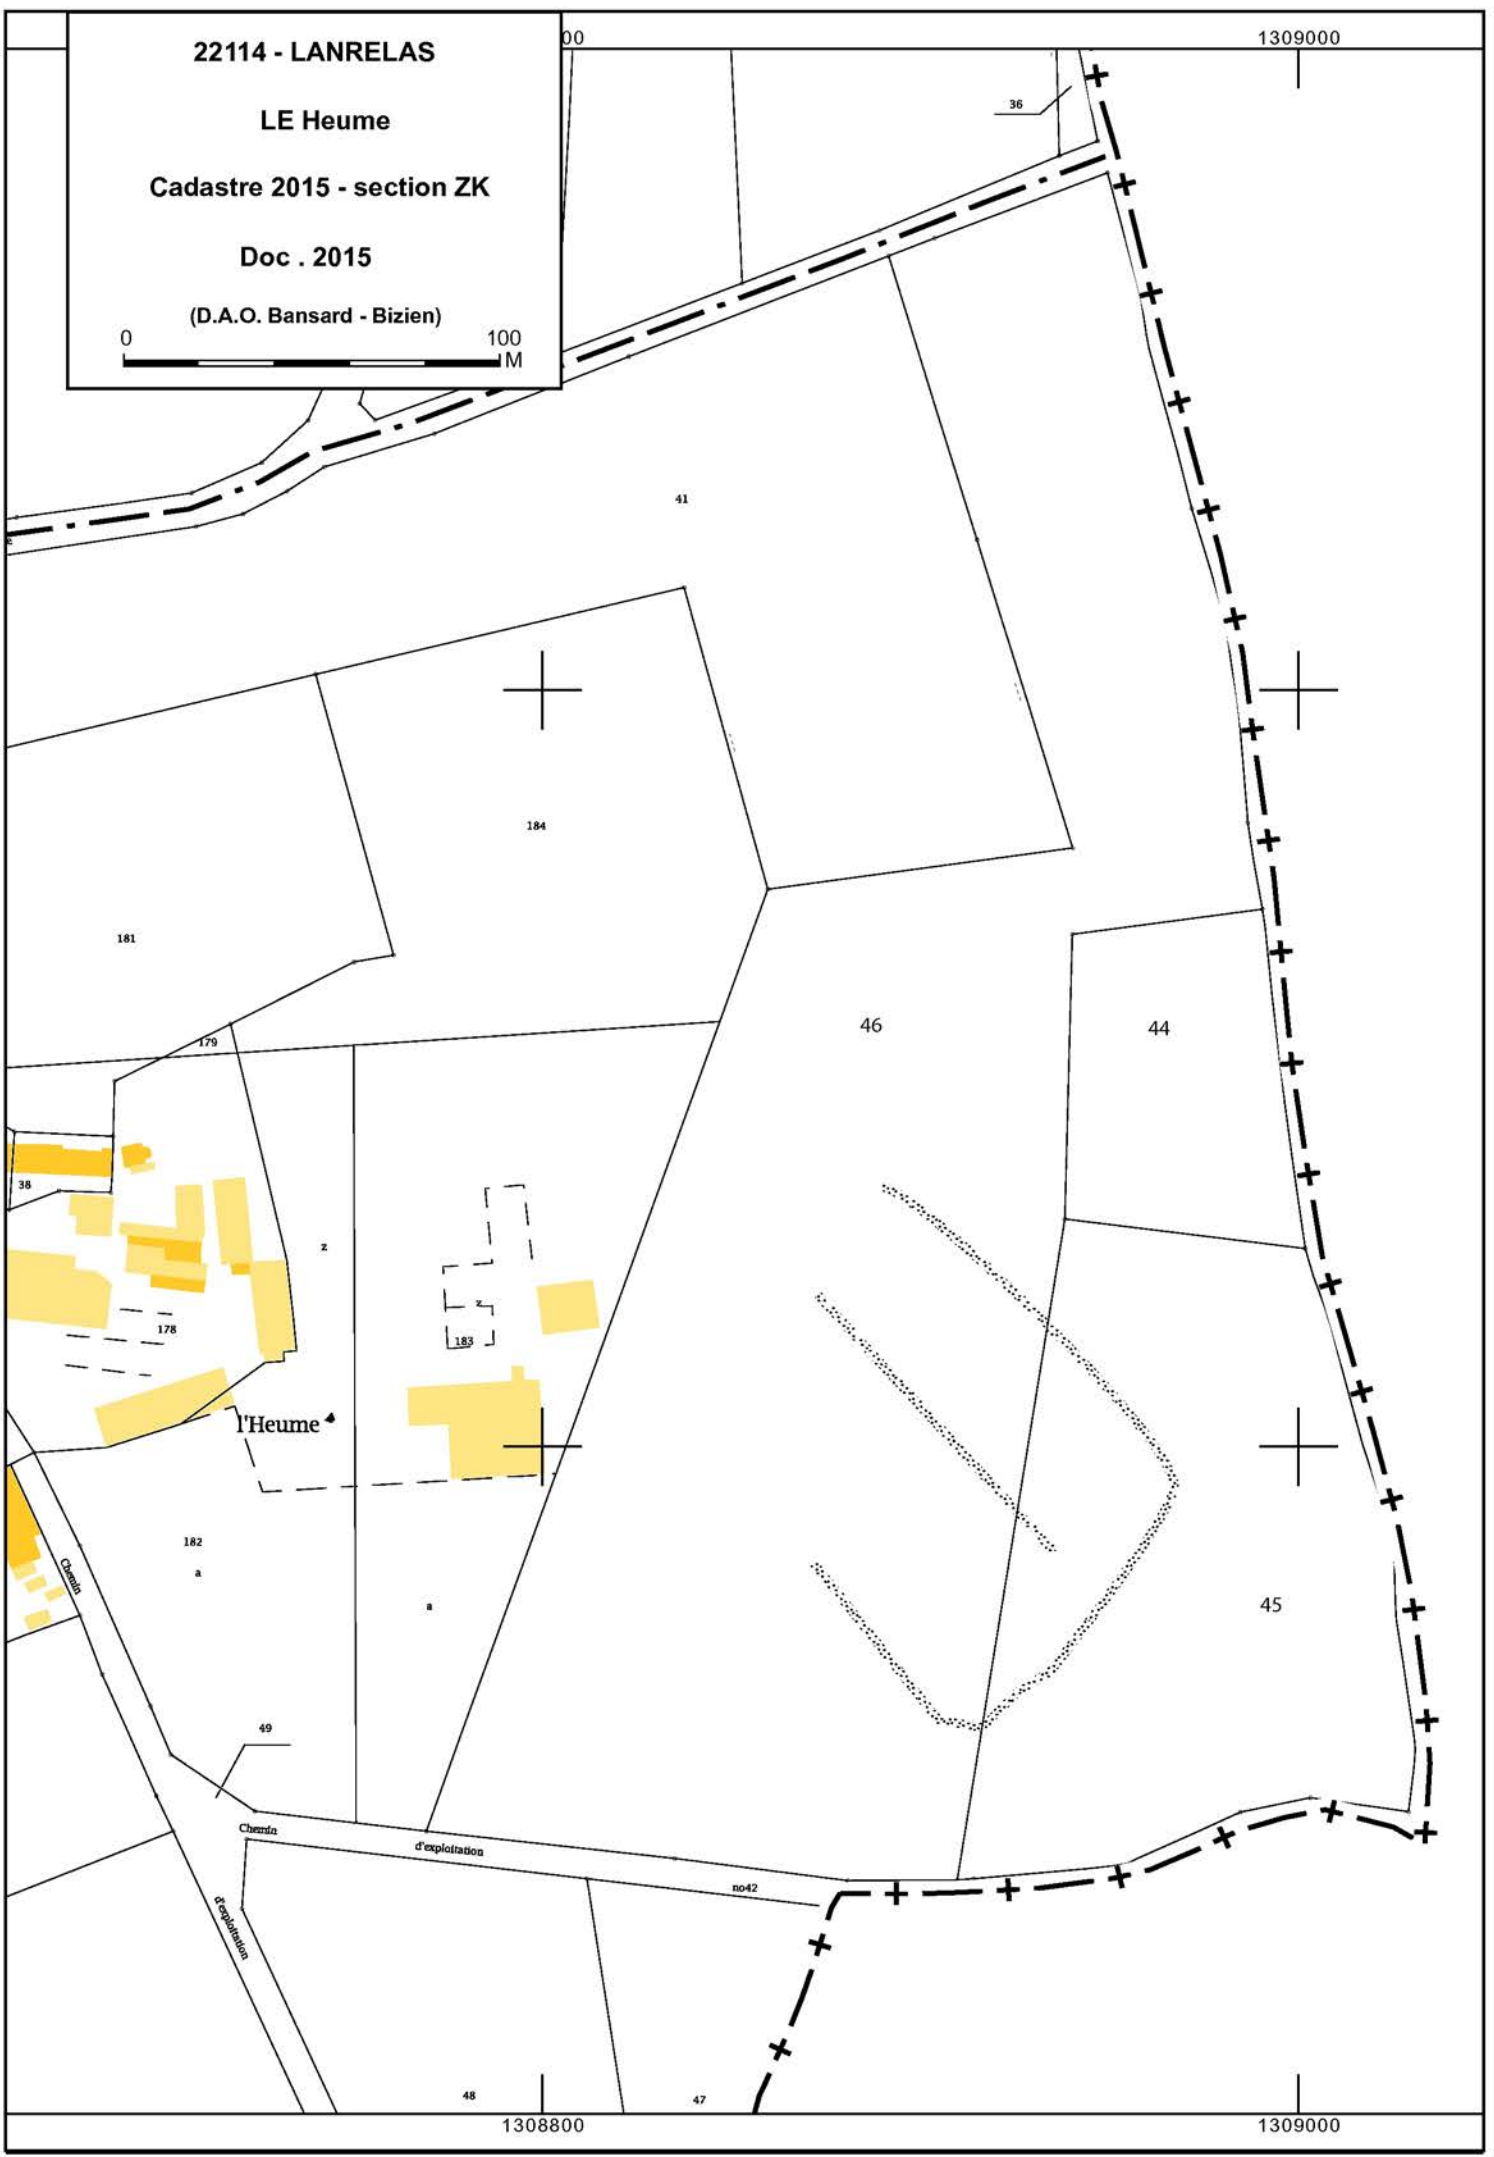 22114 - LANRELAS
LE Heume
Cadastre 2015 - section ZK
Doc . 2015
(D.A.O. Bansard - Bizien)
0 100
M
00
1309000
36
41
184
181
179
46
44
38
z
z
183
178
l'Heume
182
a
a
Chemin
45
49
Chemin
d'exploitation
no42
d'exploitation
48
47
1308800
1309000